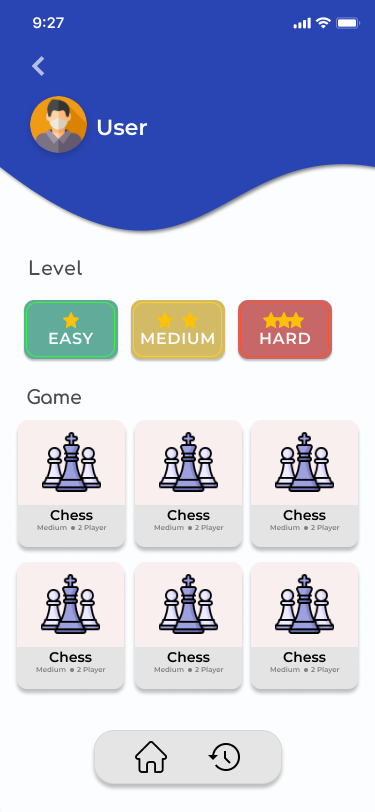 9:27
User
Level
EASY
MEDIUM
HARD
Game
Chess
Medium ● 2 Player
Chess
Medium ● 2 Player
Chess
Medium ● 2 Player
Chess
Medium ● 2 Player
Chess
Medium ● 2 Player
Chess
Medium ● 2 Player